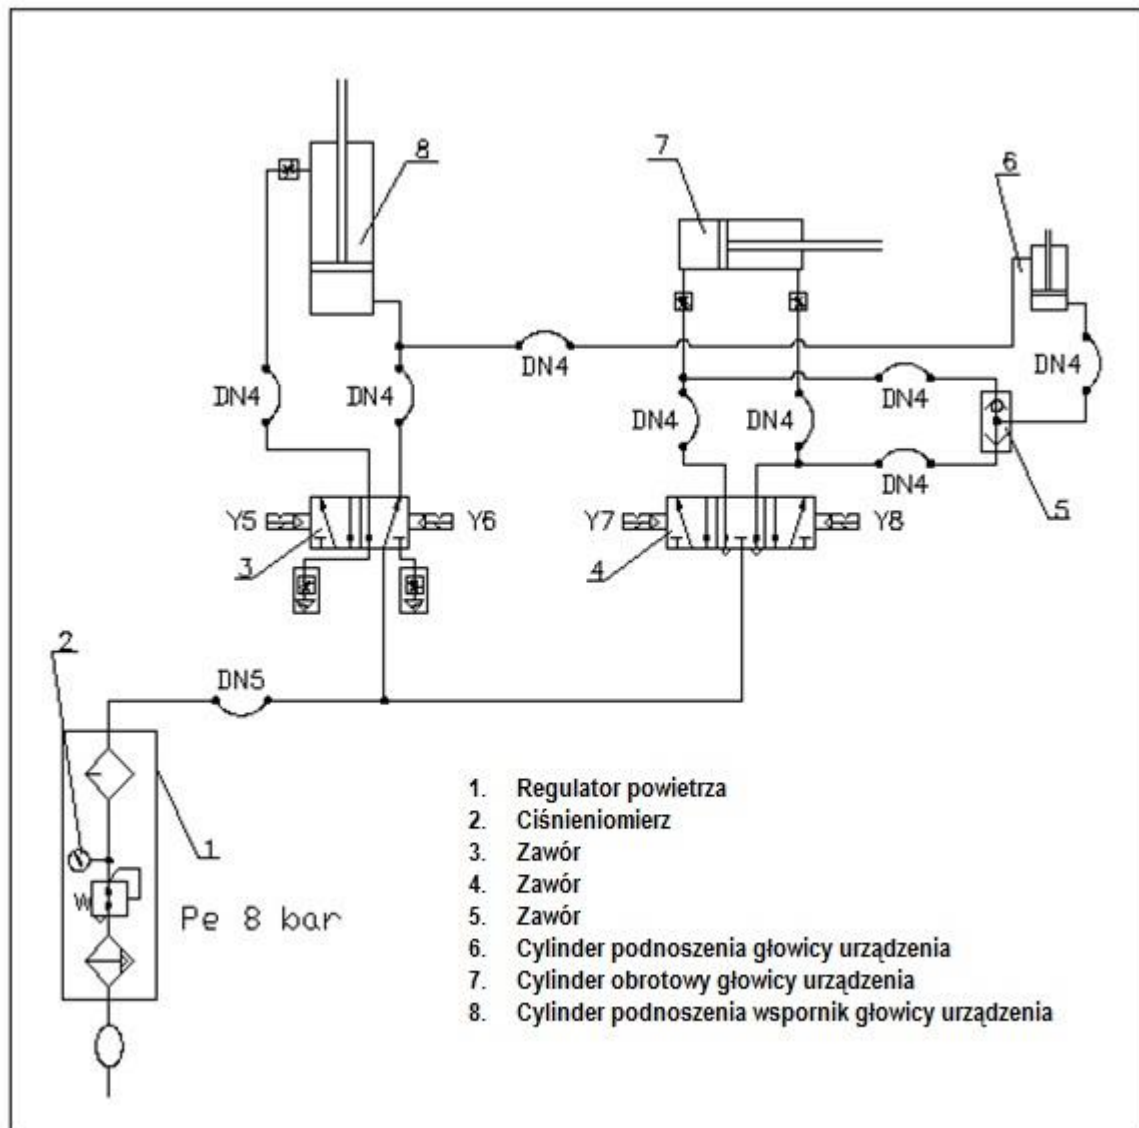 8
7
6
DN4
DN4
DN4
DN4
DN4
DN4
DN4
DN4
5
Y5
Y6
3
Y7
Y8
4
2
DN5
1
W
Pe 8 bar
1. Regulator powietrza
2. Ciśnieniomierz
3. Zawór
4. Zawór
5. Zawór
6. Cylinder podnoszenia głowicy urządzenia
7. Cylinder obrotowy głowicy urządzenia
8. Cylinder podnoszenia wspornik głowicy urządzenia